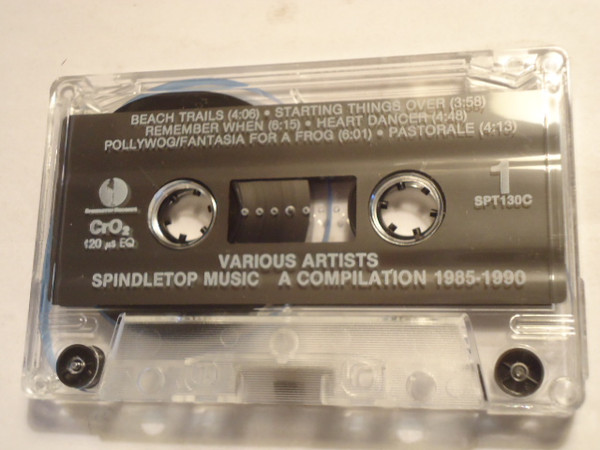 BEACH TRAILS (4:06) • STARTING THINGS OVER (3:58)
REMEMBER WHEN (6:15) • HEART DANCER (4:48)
POLLYWOG/FANTASIA FOR A FROG (6:01) • PASTORALE (4:13)
1
SPT130C
CrO2
120 µs EQ
VARIOUS ARTISTS
SPINDLETOP MUSIC A COMPILATION 1985-1990